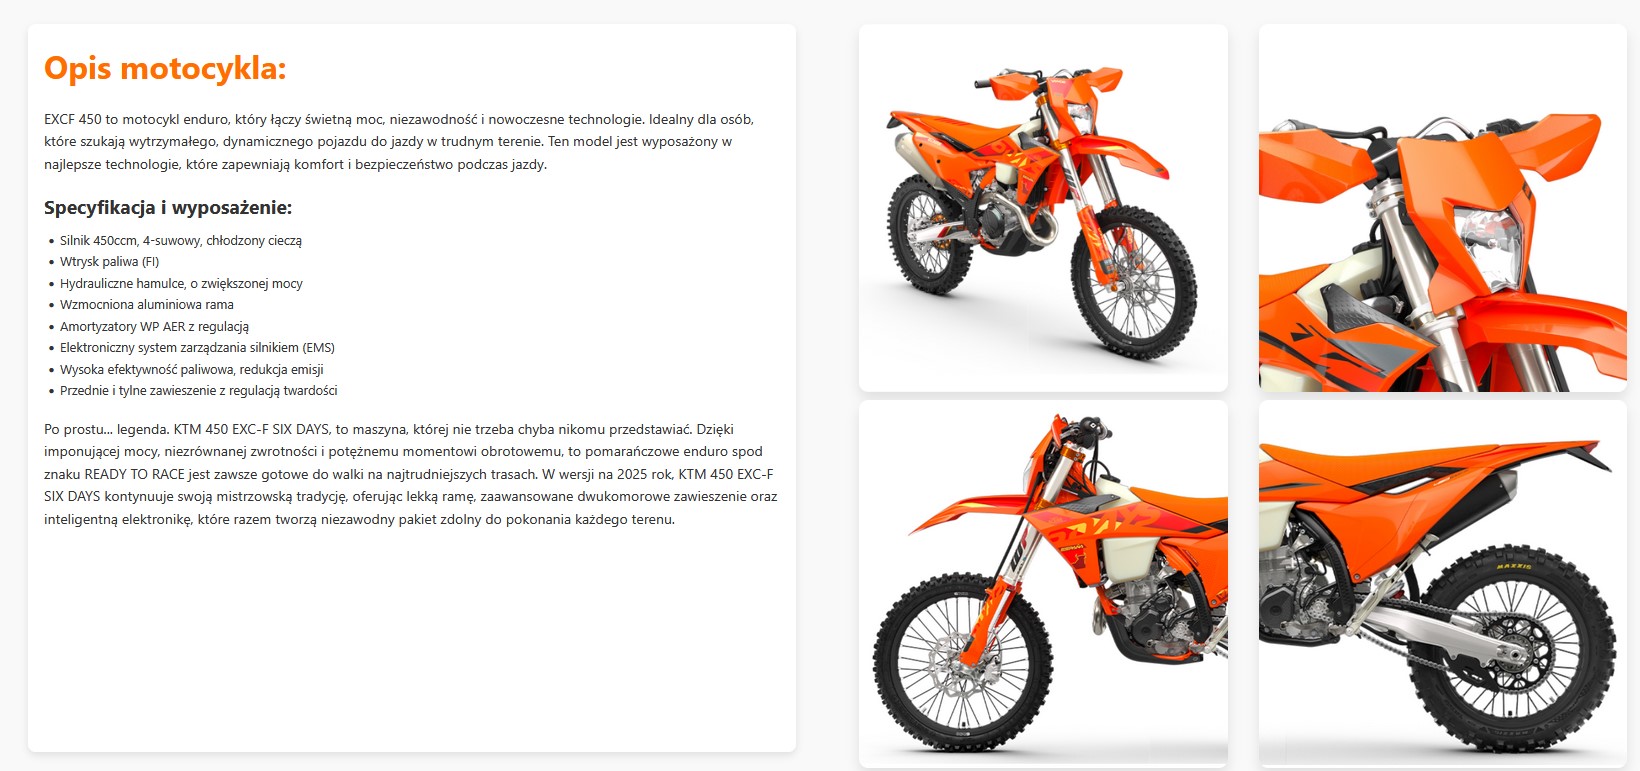 Opis motocykla:
EXCF 450 to motocykl enduro, który łączy świetną moc, niezawodność i nowoczesne technologie. Idealny dla osób,
które szukają wytrzymałego, dynamicznego pojazdu do jazdy w trudnym terenie. Ten model jest wyposażony w
najlepsze technologie, które zapewniają komfort i bezpieczeństwo podczas jazdy.
Specyfikacja i wyposażenie:
• Silnik 450ccm, 4-suwowy, chłodzony cieczą
• Wtrysk paliwa (FI)
• Hydrauliczne hamulce, o zwiększonej mocy
• Wzmocniona aluminiowa rama
• Amortyzatory WP AER z regulacją
• Elektroniczny system zarządzania silnikiem (EMS)
• Wysoka efektywność paliwowa, redukcja emisji
• Przednie i tylne zawieszenie z regulacją twardości
Po prostu... legenda. KTM 450 EXC-F SIX DAYS, to maszyna, której nie trzeba chyba nikomu przedstawiać. Dzięki
imponującej mocy, niezrównanej zwrotności i potężnemu momentowi obrotowemu, to pomarańczowe enduro spod
znaku READY TO RACE jest zawsze gotowe do walki na najtrudniejszych trasach. W wersji na 2025 rok, KTM 450 EXC-F
SIX DAYS kontynuuje swoją mistrzowską tradycję, oferując lekką ramę, zaawansowane dwukomorowe zawieszenie oraz
inteligentną elektronikę, które razem tworzą niezawodny pakiet zdolny do pokonania każdego terenu.
MAXXIS